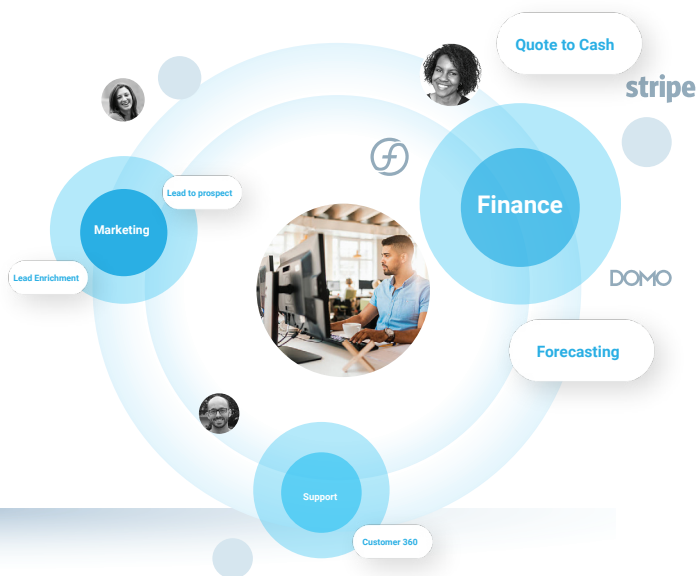 Quote to Cash
stripe
Lead to prospect
Finance
Marketing
Lead Enrichment
DOMO
Forecasting
Support
Customer 360